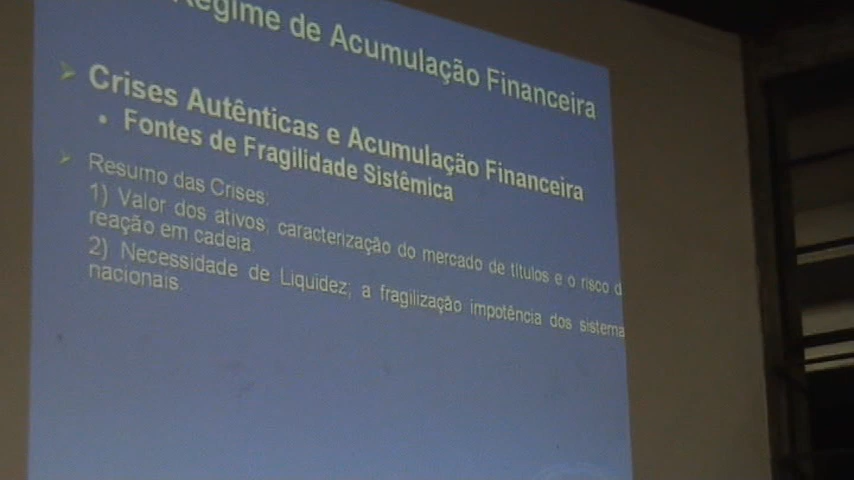 Regime de Acumulação Financeira
Crises Autênticas e Acumulação Financeira
• Fontes de Fragilidade Sistêmica
Resumo das Crises:
1) Valor dos ativos; caracterização do mercado de títulos e o risco d
reação em cadeia
2) Necessidade de Liquidez; a fragilização impotência dos sistema
nacionais.